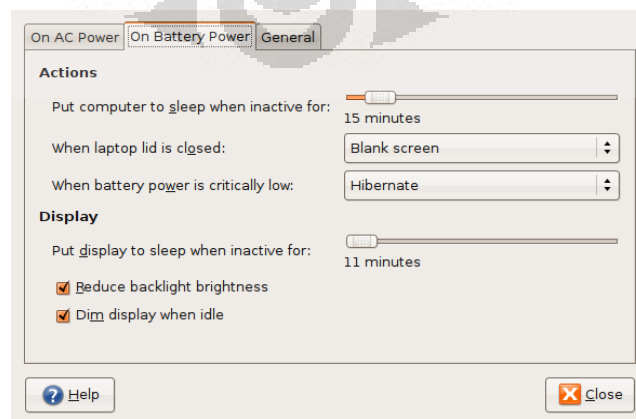 On AC Power On Battery Power General
Actions
Put computer to sleep when inactive for:
15 minutes
When laptop lid is closed: Blank screen
When battery power is critically low: Hibernate
Display
Put display to sleep when inactive for:
11 minutes
Reduce backlight brightness
Dim display when idle
Help Close